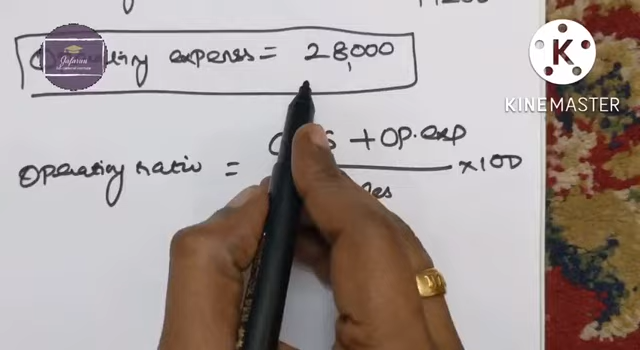 expenses = 28,000
KINEMASTER
+ Op. exp
Operating ratio = × 100